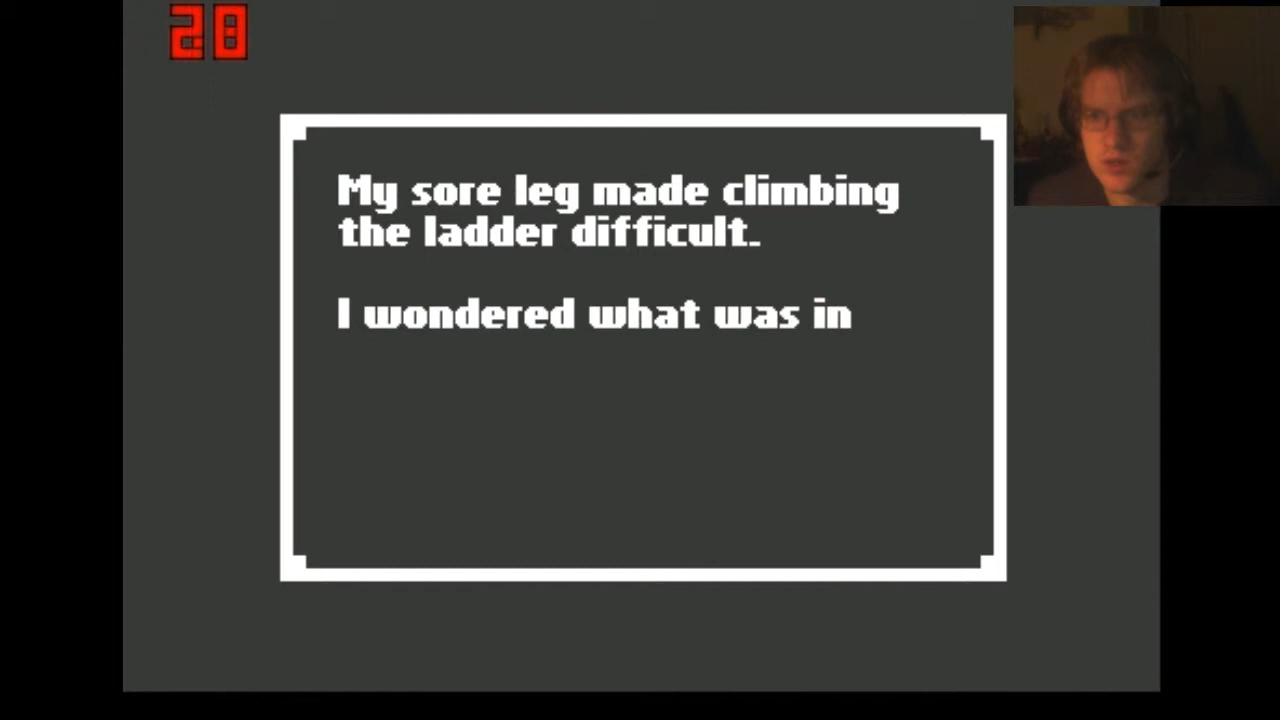 28
My sore leg made climbing
the ladder difficult.
I wondered what was in